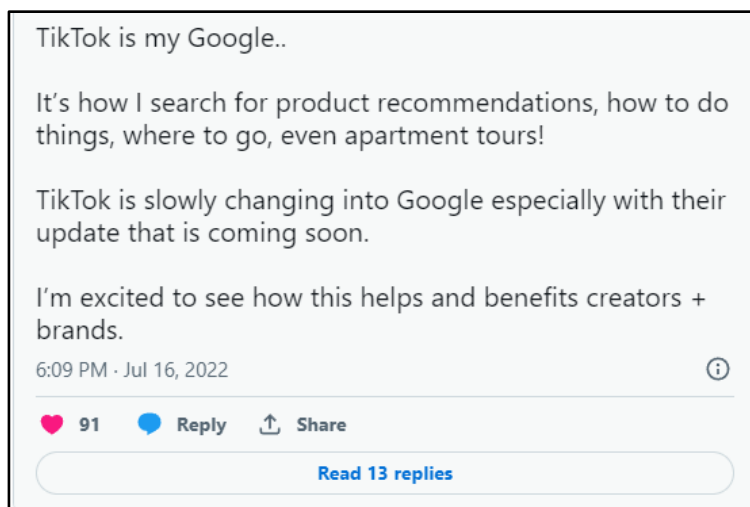 TikTok is my Google..
It's how I search for product recommendations, how to do
things, where to go, even apartment tours!
TikTok is slowly changing into Google especially with their
update that is coming soon.
I'm excited to see how this helps and benefits creators +
brands.
6:09 PM · Jul 16, 2022
91 Reply Share
Read 13 replies